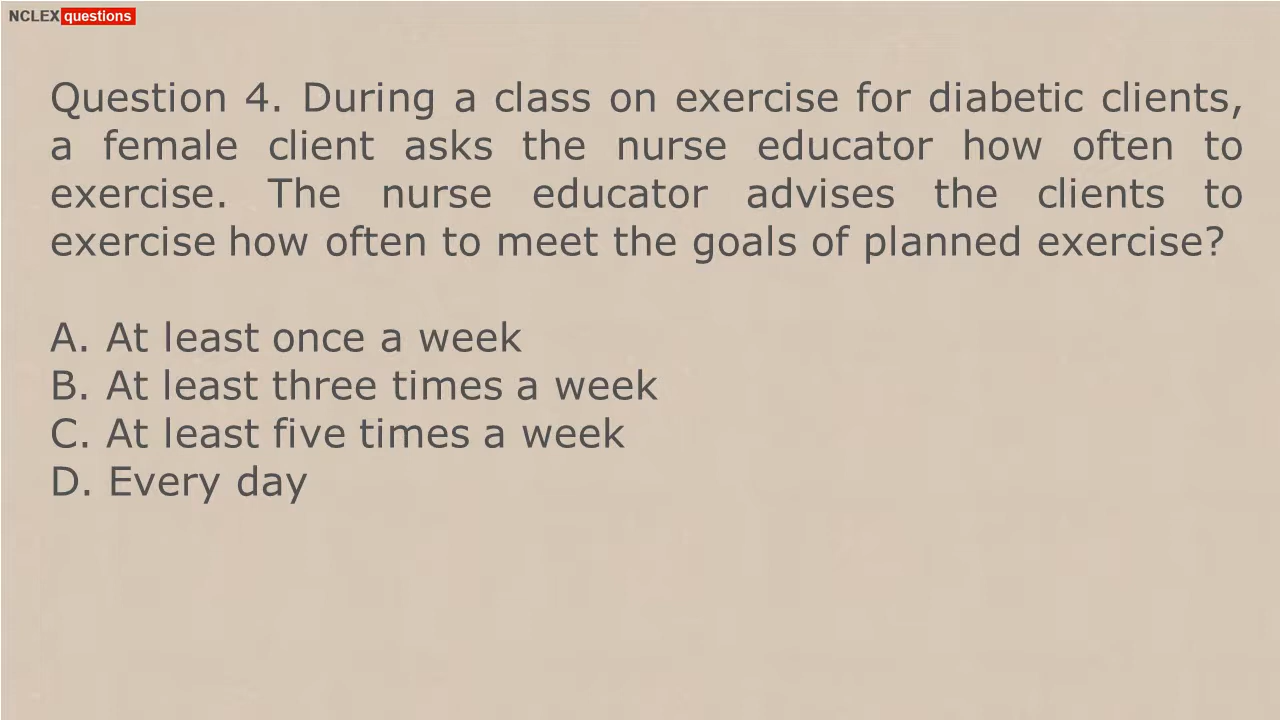 NCLEX questions
Question 4. During a class on exercise for diabetic clients,
a female client asks the nurse educator how often to
exercise. The nurse educator advises the clients to
exercise how often to meet the goals of planned exercise?
A. At least once a week
B. At least three times a week
C. At least five times a week
D. Every day